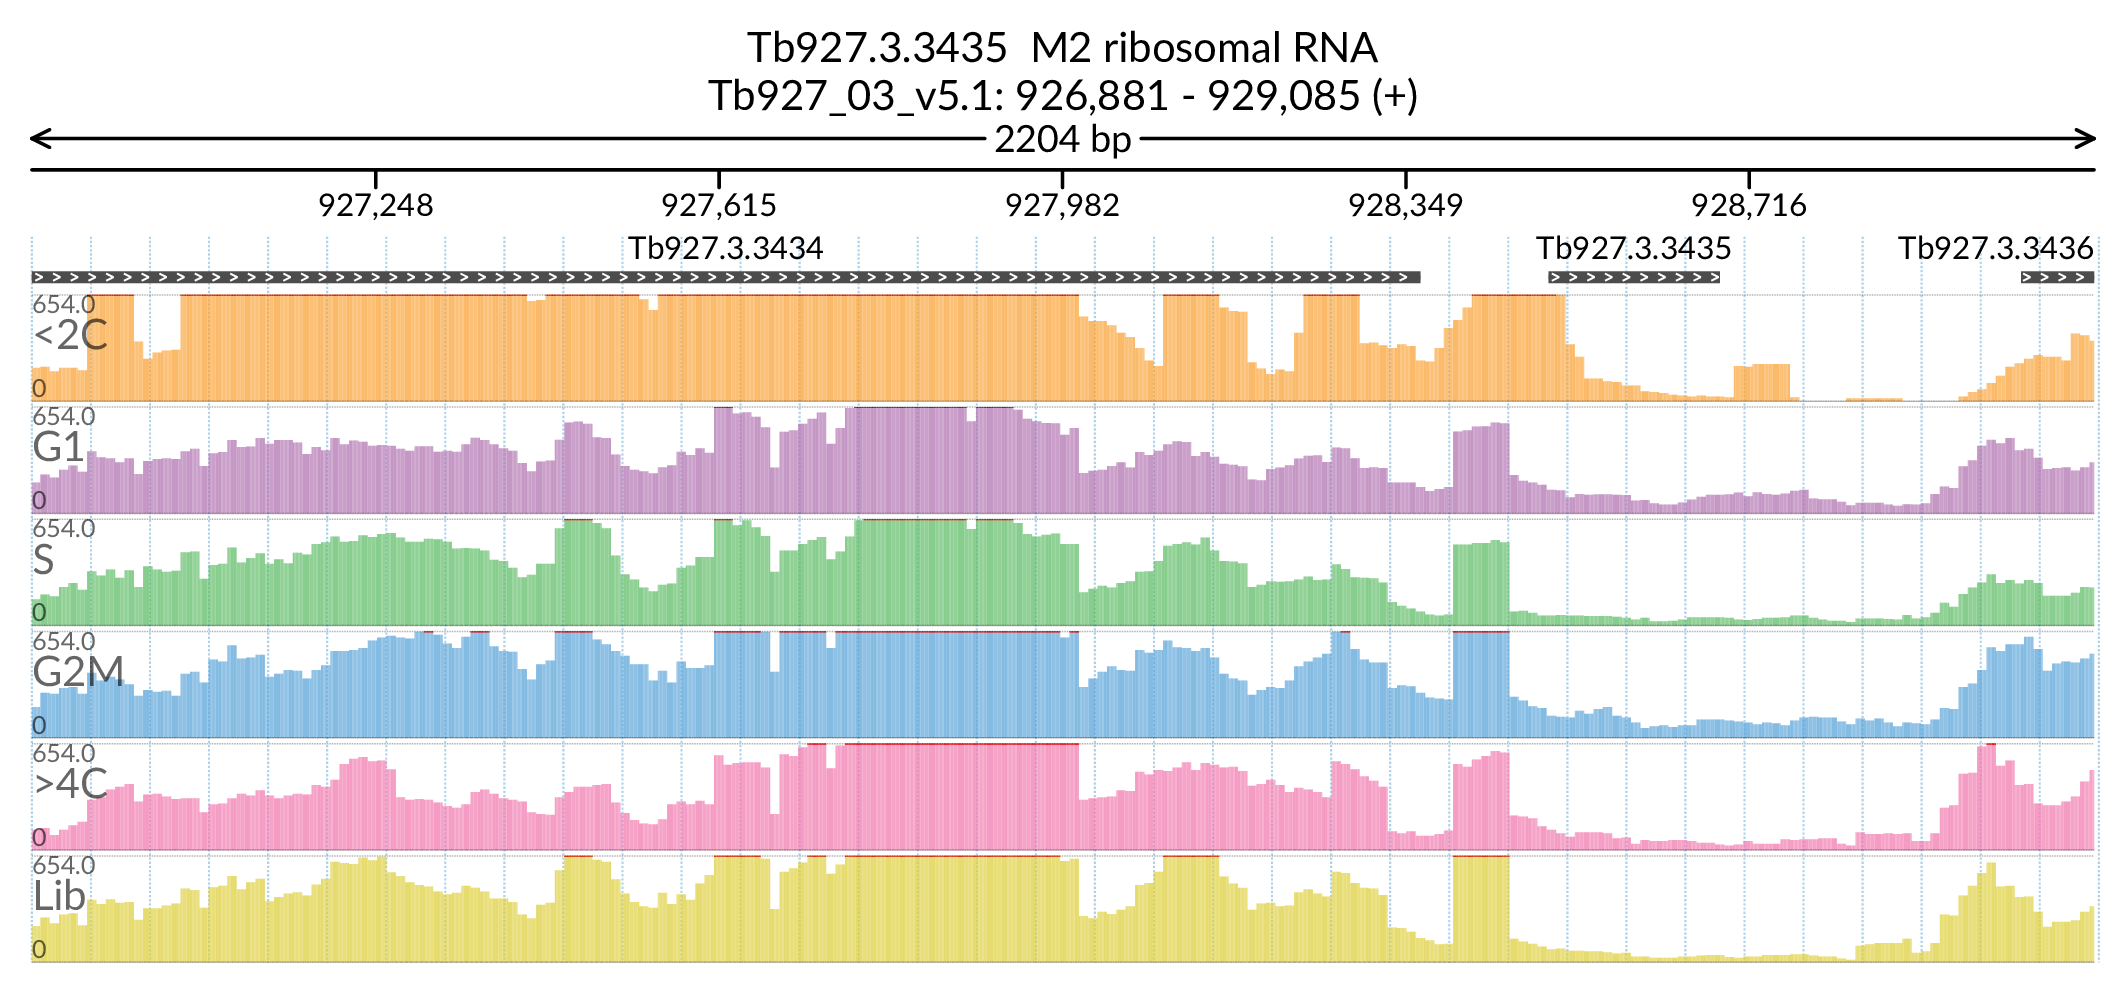 Tb927.3.3435  M2 ribosomal RNA
Tb927_03_v5.1: 926,881 - 929,085 (+)
2204 bp
927,248 927,615 927,982 928,349 928,716
Tb927.3.3434 Tb927.3.3435 Tb927.3.3436
654.0
<2C
0
654.0
G1
0
654.0
S
0
654.0
G2M
0
654.0
>4C
0
654.0
Lib
0